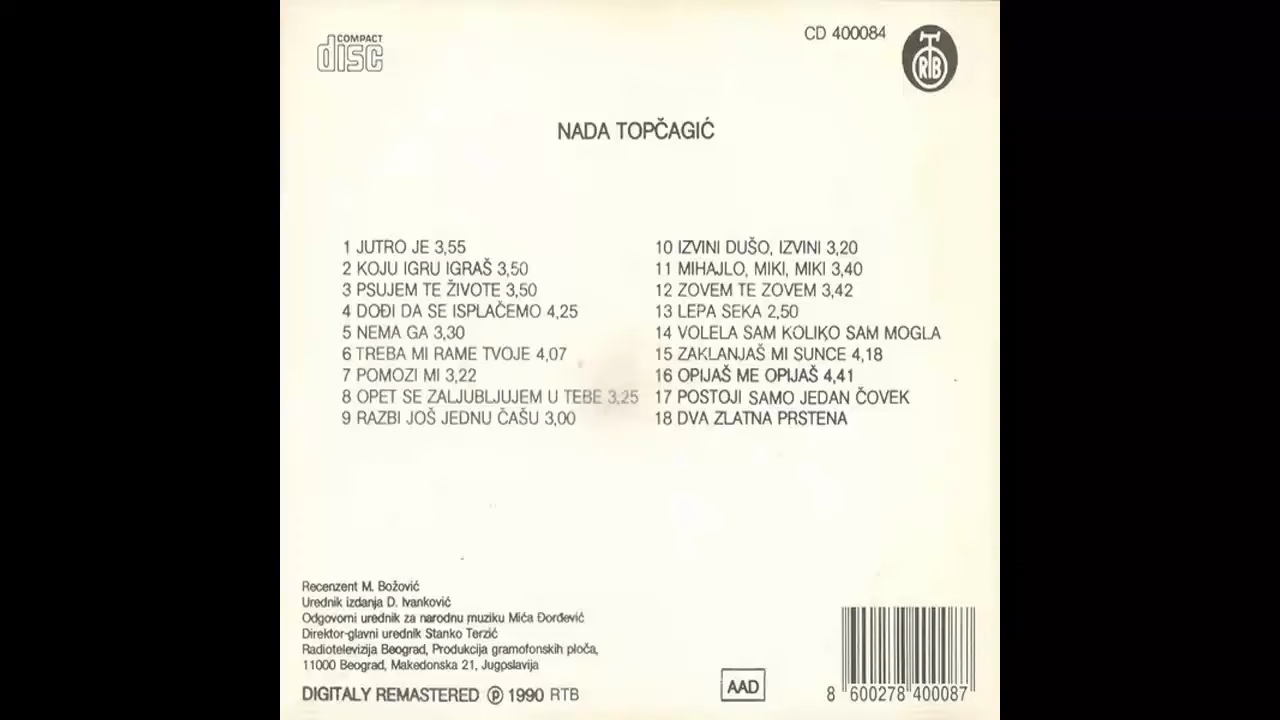 COMPACT
disc
CD 400084
RTB
NADA TOPČAGIĆ
1 JUTRO JE 3,55
2 KOJU IGRU IGRAŠ 3,50
3 PSUJEM TE ŽIVOTE 3,50
4 DOĐI DA SE ISPLAČEMO 4,25
5 NEMA GA 3,30
6 TREBA MI RAME TVOJE 4,07
7 POMOZI MI 3,22
8 OPET SE ZALJUBLJUJEM U TEBE 3,25
9 RAZBI JOŠ JEDNU ČAŠU 3,00
10 IZVINI DUŠO, IZVINI 3,20
11 MIHAJLO, MIKI, MIKI 3,40
12 ZOVEM TE ZOVEM 3,42
13 LEPA SEKA 2,50
14 VOLELA SAM KOLIKO SAM MOGLA
15 ZAKLANJAŠ MI SUNCE 4,18
16 OPIJAŠ ME OPIJAŠ 4,41
17 POSTOJI SAMO JEDAN ČOVEK
18 DVA ZLATNA PRSTENA
Recenzent M. Božović
Urednik izdanja D. Ivanković
Odgovorni urednik za narodnu muziku Mića Đorđević
Direktor-glavni urednik Stanko Terzić
Radiotelevizija Beograd, Produkcija gramofonskih ploča,
11000 Beograd, Makedonska 21, Jugoslavija
DIGITALY REMASTERED ℗ 1990 RTB
AAD
8 600278 400087